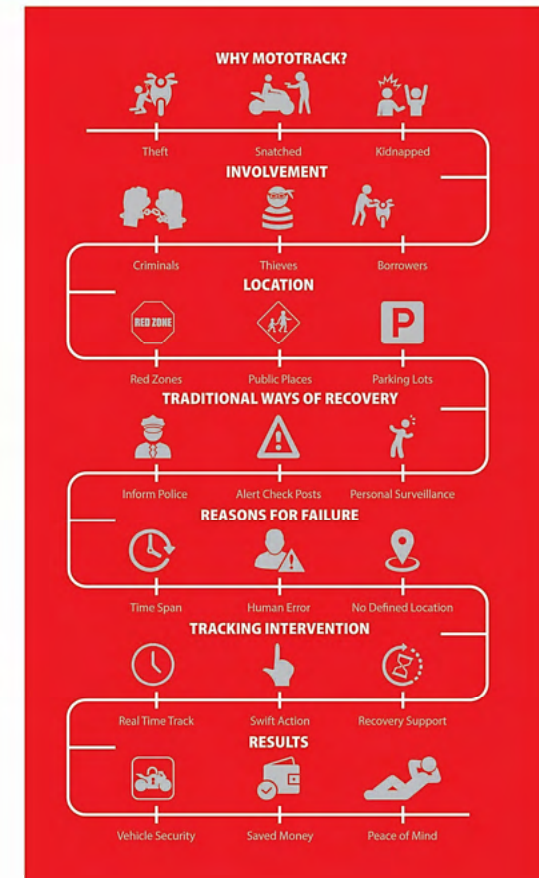 WHY MOTOTRACK?
Theft Snatched Kidnapped
INVOLVEMENT
Criminals Thieves Borrowers
LOCATION
RED ZONE P
Red Zones Public Places Parking Lots
TRADITIONAL WAYS OF RECOVERY
Inform Police Alert Check Posts Personal Surveillance
REASONS FOR FAILURE
Time Span Human Error No Defined Location
TRACKING INTERVENTION
Real Time Track Swift Action Recovery Support
RESULTS
Vehicle Security Saved Money Peace of Mind